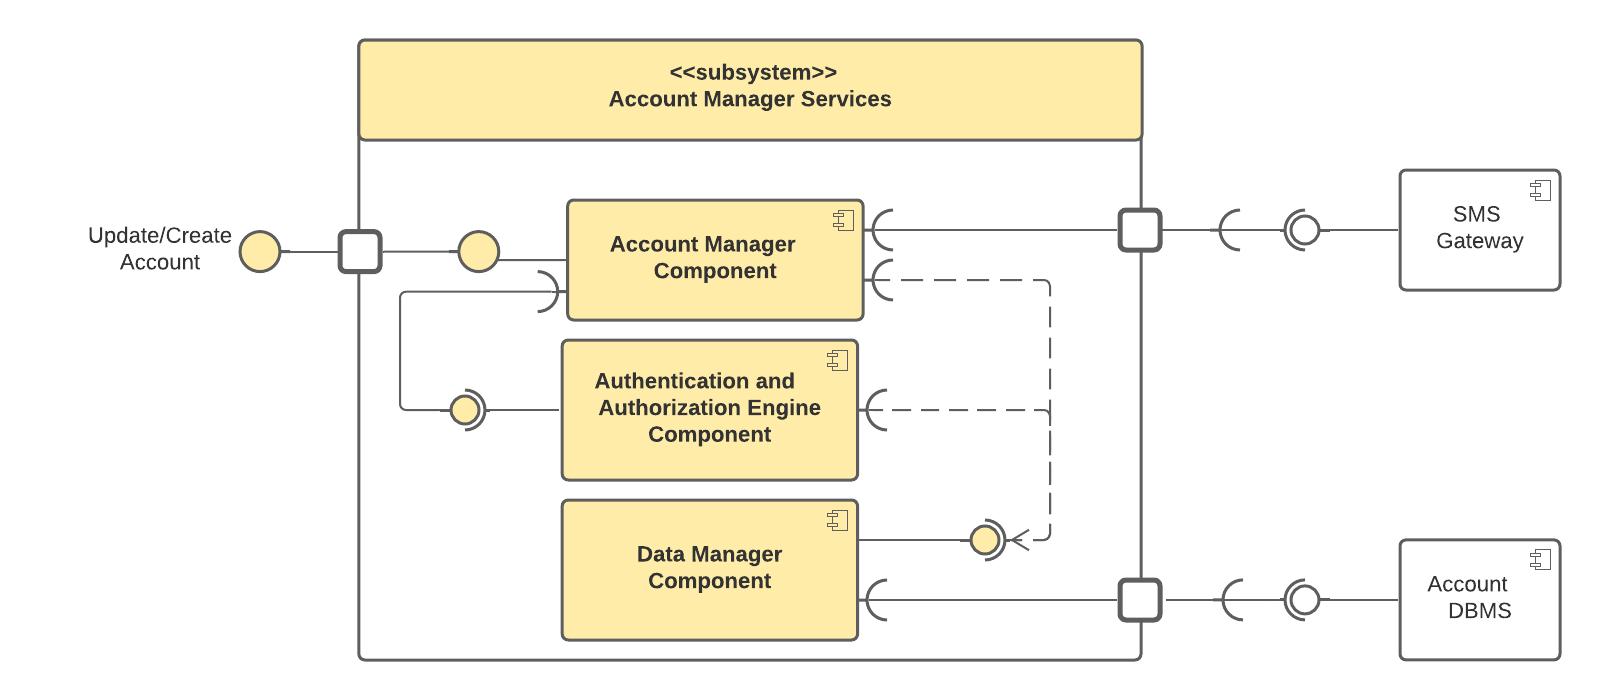 <<subsystem>>
Account Manager Services
Update/Create
Account
Account Manager
Component
SMS
Gateway
Authentication and
Authorization Engine
Component
Data Manager
Component
Account
DBMS